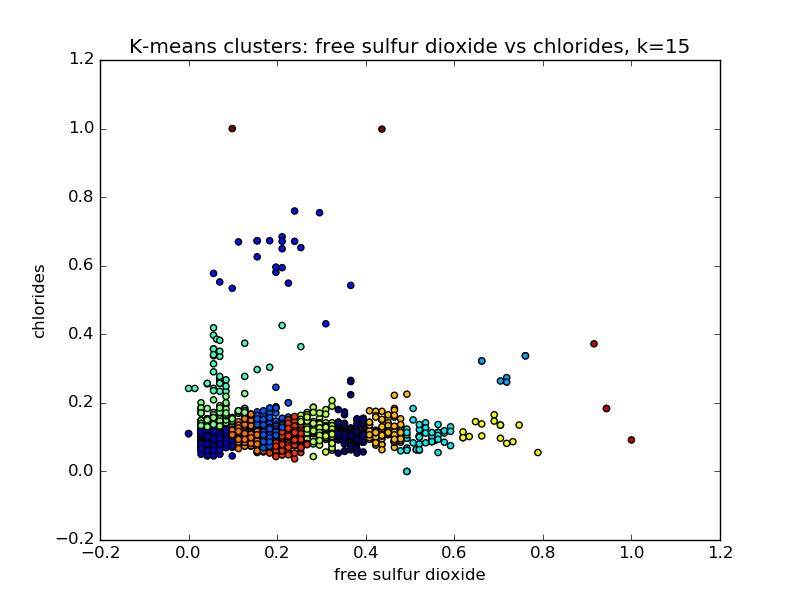 K-means clusters: free sulfur dioxide vs chlorides, k=15
1.2
1.0
0.8
0.6
0.4
0.2
0.0
−0.2
chlorides
−0.2 0.0 0.2 0.4 0.6 0.8 1.0 1.2
free sulfur dioxide